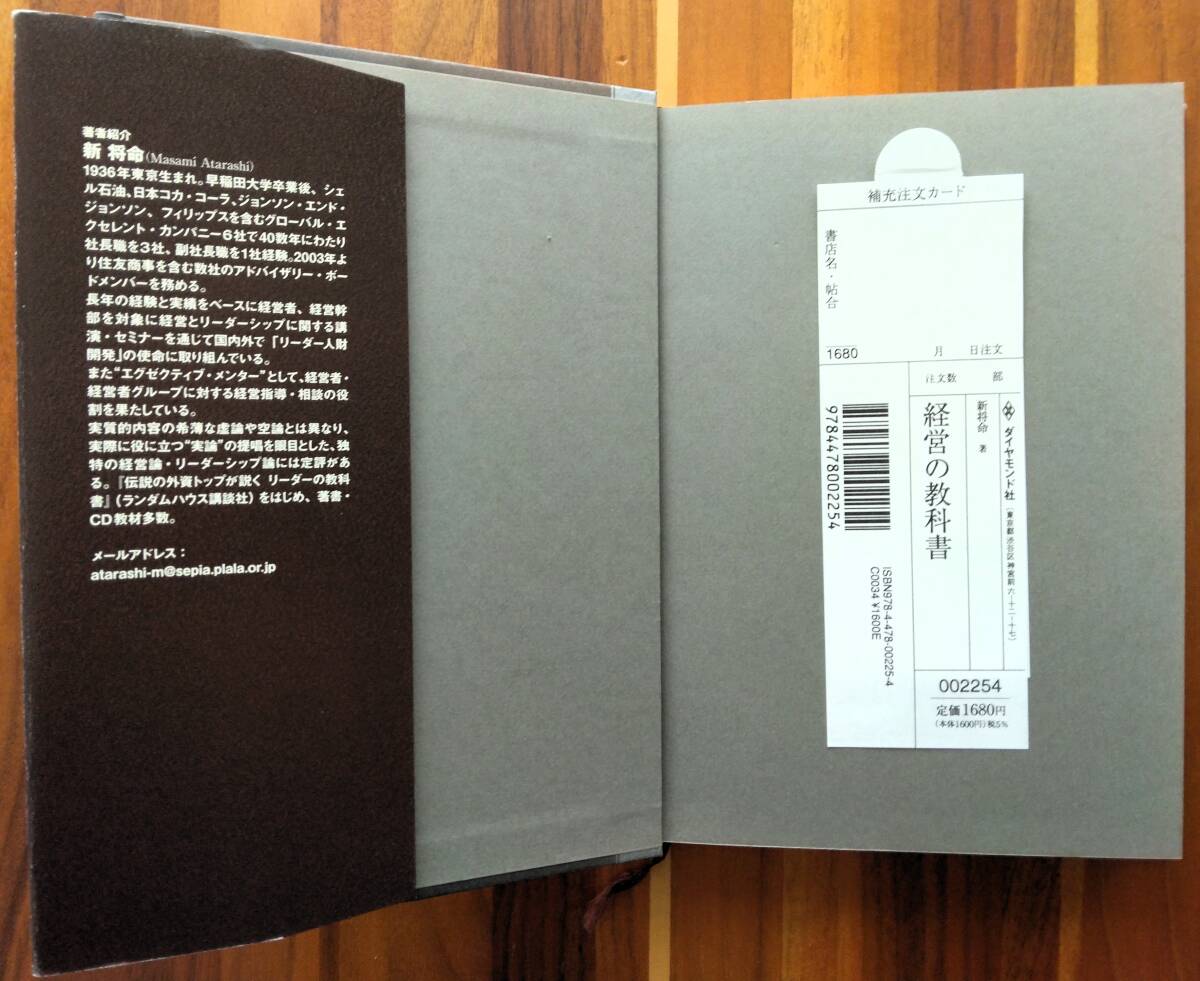 著者紹介
新 将命(Masami Atarashi)
1936年東京生まれ。早稲田大学卒業後、シェ
ル石油、日本コカ・コーラ、ジョンソン・エンド・
ジョンソン、フィリップスを含むグローバル・エ
クセレント・カンパニー6社で40数年にわたり
社長職を3社、副社長職を1社経験。2003年よ
り住友商事を含む数社のアドバイザリー・ボー
ドメンバーを務める。
長年の経験と実績をベースに経営者、経営幹
部を対象に経営とリーダーシップに関する講
演・セミナーを通じて国内外で「リーダー人財
開発」の使命に取り組んでいる。
また“エグゼクティブ・メンター”として、経営者・
経営者グループに対する経営指導・相談の役
割を果たしている。
実質的内容の希薄な虚論や空論とは異なり、
実際に役に立つ“実論”の提唱を眼目とした、独
特の経営論・リーダーシップ論には定評があ
る。『伝説の外資トップが説く リーダーの教科
書』(ランダムハウス講談社)をはじめ、著書・
CD教材多数。
メールアドレス:
atarashi-m@sepia.plala.or.jp
補充注文カード
書店名・帖合
1680
月 日注文
注文数 部
ダイヤモンド社
(東京都渋谷区神宮前六-十二-十七)
新将命 著
経営の教科書
9784478002254
ISBN978-4-478-00225-4
C0034 ¥1600E
002254
定価1680円
(本体1600円)税5%